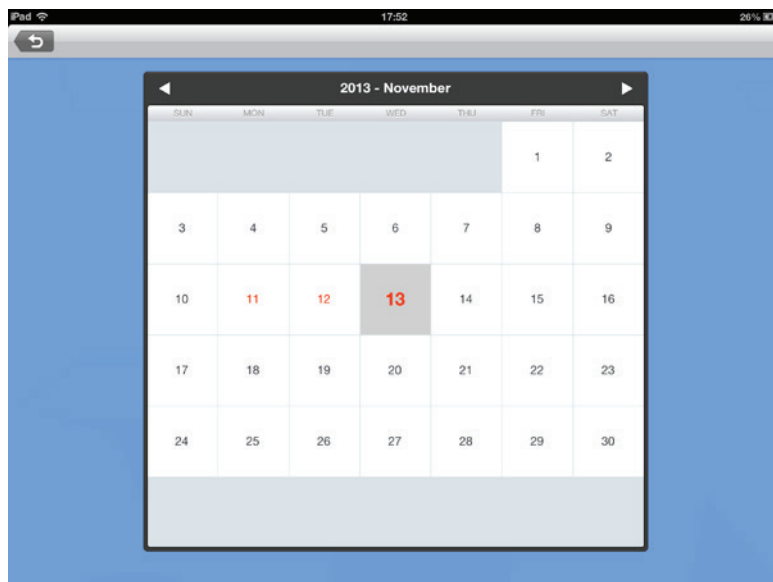 iPad 17:52 26%
2013 - November
SUN MON TUE WED THU FRI SAT
1 2
3 4 5 6 7 8 9
10 11 12 13 14 15 16
17 18 19 20 21 22 23
24 25 26 27 28 29 30